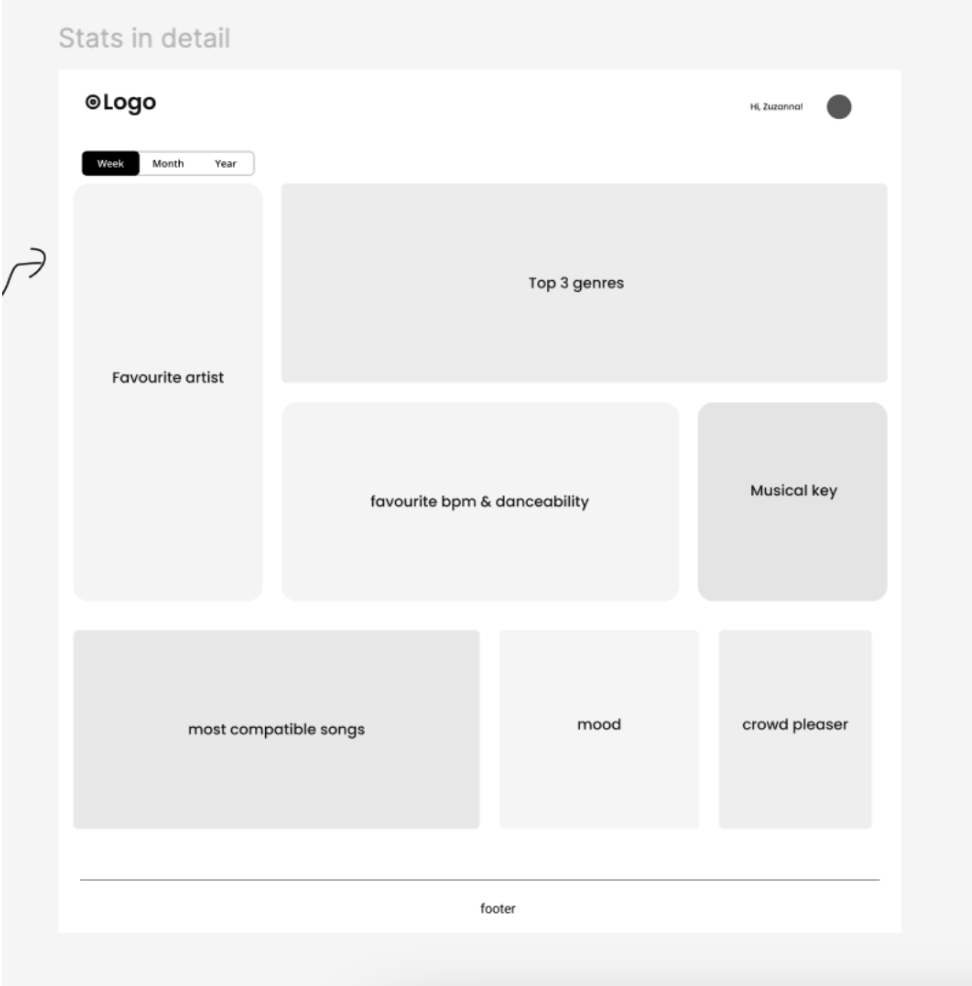 Stats in detail
Logo
Hi, Zuzanna!
Week Month Year
Top 3 genres
Favourite artist
favourite bpm & danceability
Musical key
most compatible songs
mood
crowd pleaser
footer